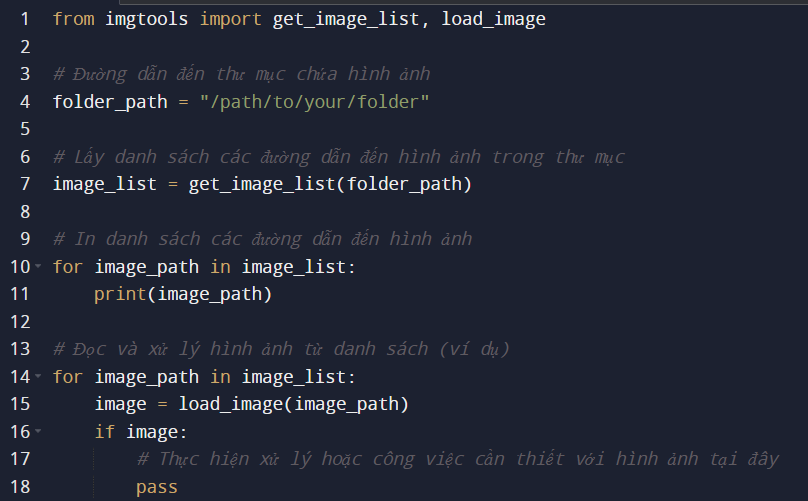 1 from imgtools import get_image_list, load_image
2
3 # Đường dẫn đến thư mục chứa hình ảnh
4 folder_path = "/path/to/your/folder"
5
6 # Lấy danh sách các đường dẫn đến hình ảnh trong thư mục
7 image_list = get_image_list(folder_path)
8
9 # In danh sách các đường dẫn đến hình ảnh
10 for image_path in image_list:
11     print(image_path)
12
13 # Đọc và xử lý hình ảnh từ danh sách (ví dụ)
14 for image_path in image_list:
15     image = load_image(image_path)
16     if image:
17         # Thực hiện xử lý hoặc công việc cần thiết với hình ảnh tại đây
18         pass